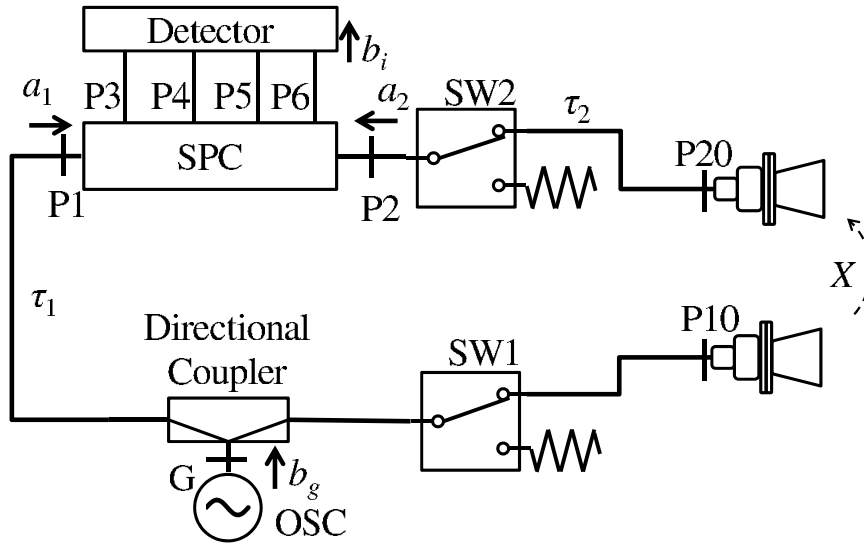 Detector
b_i
P3 P4 P5 P6
a_1
a_2
SW2
τ_2
SPC
P20
P1
P2
X
τ_1
Directional
Coupler
SW1
P10
G
b_g
OSC